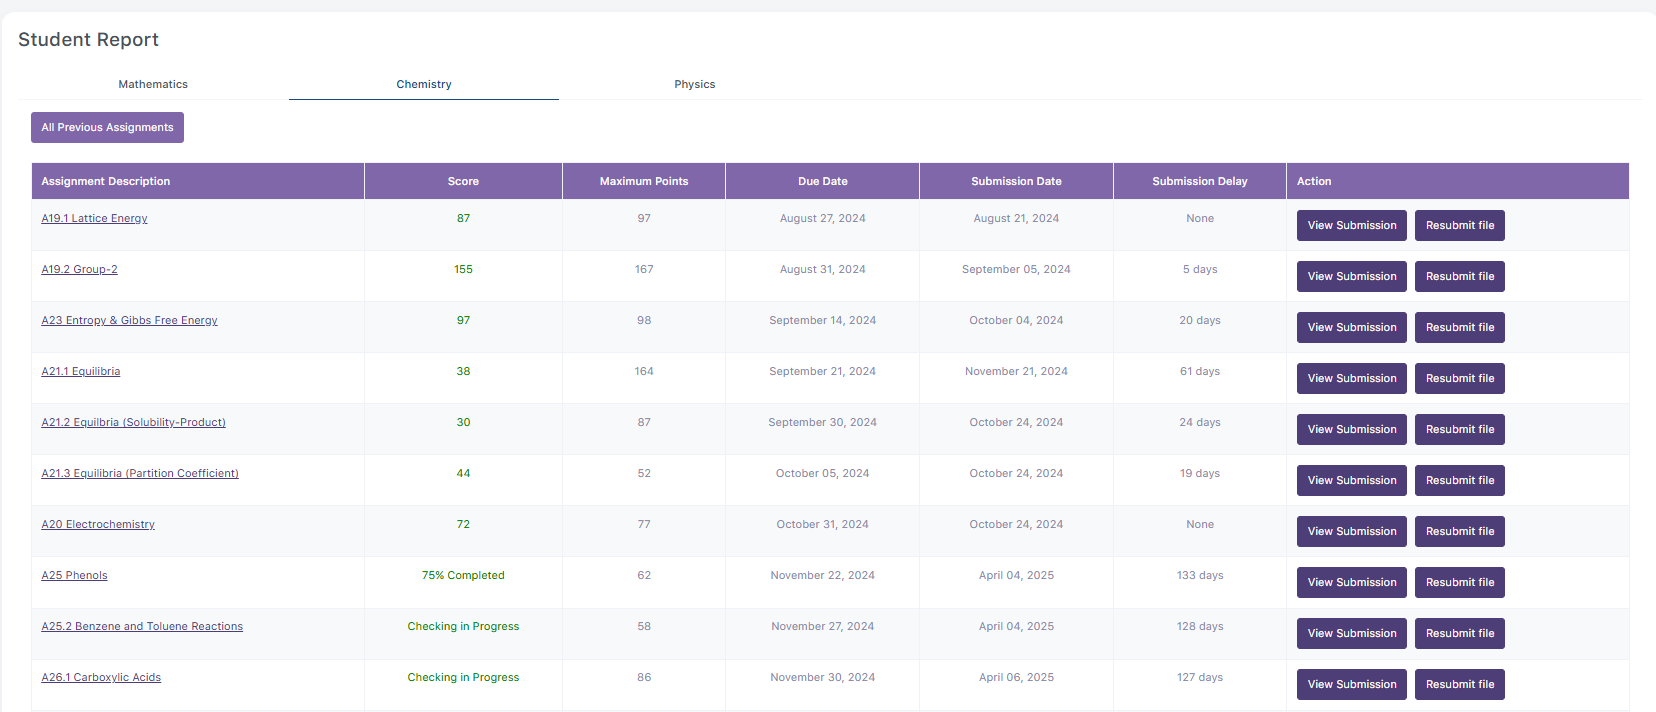 Student Report
Mathematics Chemistry Physics
All Previous Assignments
Assignment Description Score Maximum Points Due Date Submission Date Submission Delay Action
A19.1 Lattice Energy 87 97 August 27, 2024 August 21, 2024 None View Submission Resubmit file
A19.2 Group-2 155 167 August 31, 2024 September 05, 2024 5 days View Submission Resubmit file
A23 Entropy & Gibbs Free Energy 97 98 September 14, 2024 October 04, 2024 20 days View Submission Resubmit file
A21.1 Equilibria 38 164 September 21, 2024 November 21, 2024 61 days View Submission Resubmit file
A21.2 Equilbria (Solubility-Product) 30 87 September 30, 2024 October 24, 2024 24 days View Submission Resubmit file
A21.3 Equilibria (Partition Coefficient) 44 52 October 05, 2024 October 24, 2024 19 days View Submission Resubmit file
A20 Electrochemistry 72 77 October 31, 2024 October 24, 2024 None View Submission Resubmit file
A25 Phenols 75% Completed 62 November 22, 2024 April 04, 2025 133 days View Submission Resubmit file
A25.2 Benzene and Toluene Reactions Checking in Progress 58 November 27, 2024 April 04, 2025 128 days View Submission Resubmit file
A26.1 Carboxylic Acids Checking in Progress 86 November 30, 2024 April 06, 2025 127 days View Submission Resubmit file